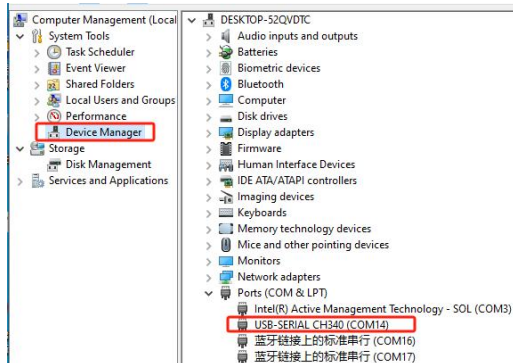 Computer Management (Local
System Tools
Task Scheduler
Event Viewer
Shared Folders
Local Users and Groups
Performance
Device Manager
Storage
Disk Management
Services and Applications
DESKTOP-52QVDTC
Audio inputs and outputs
Batteries
Biometric devices
Bluetooth
Computer
Disk drives
Display adapters
Firmware
Human Interface Devices
IDE ATA/ATAPI controllers
Imaging devices
Keyboards
Memory technology devices
Mice and other pointing devices
Monitors
Network adapters
Ports (COM & LPT)
Intel(R) Active Management Technology - SOL (COM3)
USB-SERIAL CH340 (COM14)
蓝牙链接上的标准串行 (COM16)
蓝牙链接上的标准串行 (COM17)